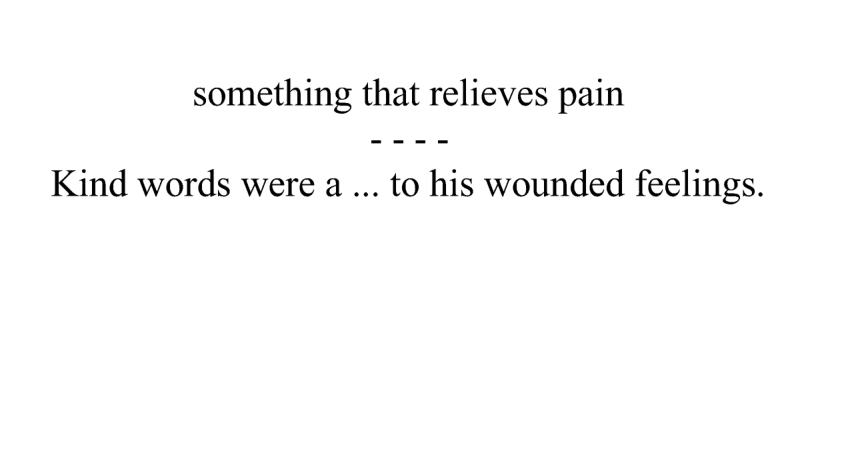 something that relieves pain
- - - -
Kind words were a ... to his wounded feelings.